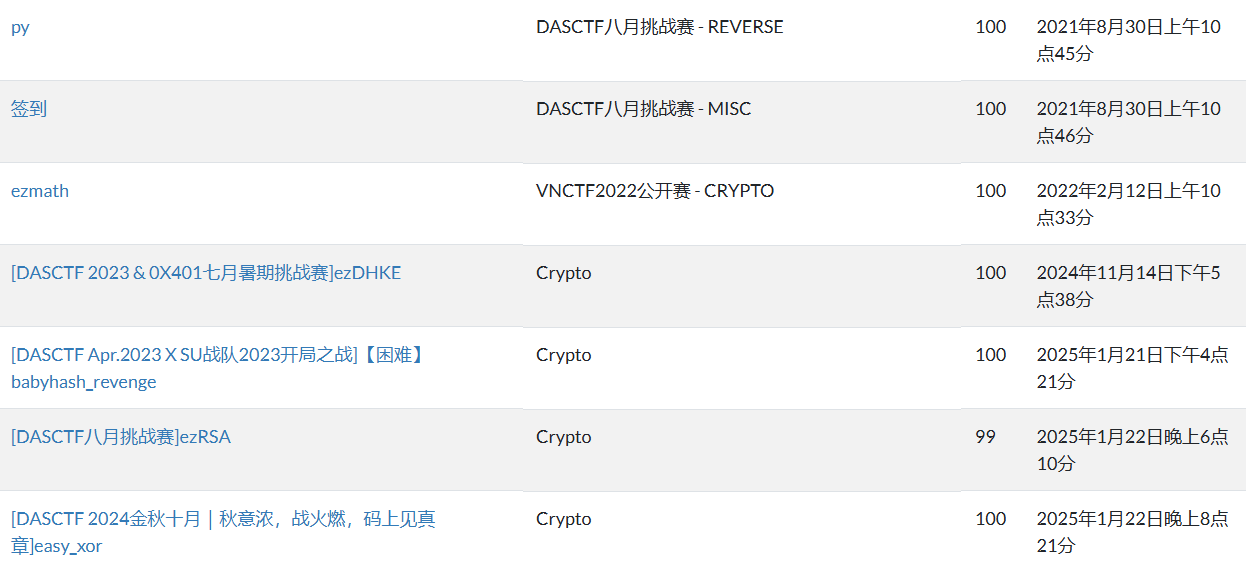 py DASCTF八月挑战赛 - REVERSE 100 2021年8月30日上午10
点45分
签到 DASCTF八月挑战赛 - MISC 100 2021年8月30日上午10
点46分
ezmath VNCTF2022公开赛 - CRYPTO 100 2022年2月12日上午10
点33分
[DASCTF 2023 & 0X401七月暑期挑战赛]ezDHKE Crypto 100 2024年11月14日下午5
点38分
[DASCTF Apr.2023 X SU战队2023开局之战]【困难】 Crypto 100 2025年1月21日下午4点
babyhash_revenge 21分
[DASCTF八月挑战赛]ezRSA Crypto 99 2025年1月22日晚上6点
10分
[DASCTF 2024金秋十月｜秋意浓，战火燃，码上见真 Crypto 100 2025年1月22日晚上8点
章]easy_xor 21分